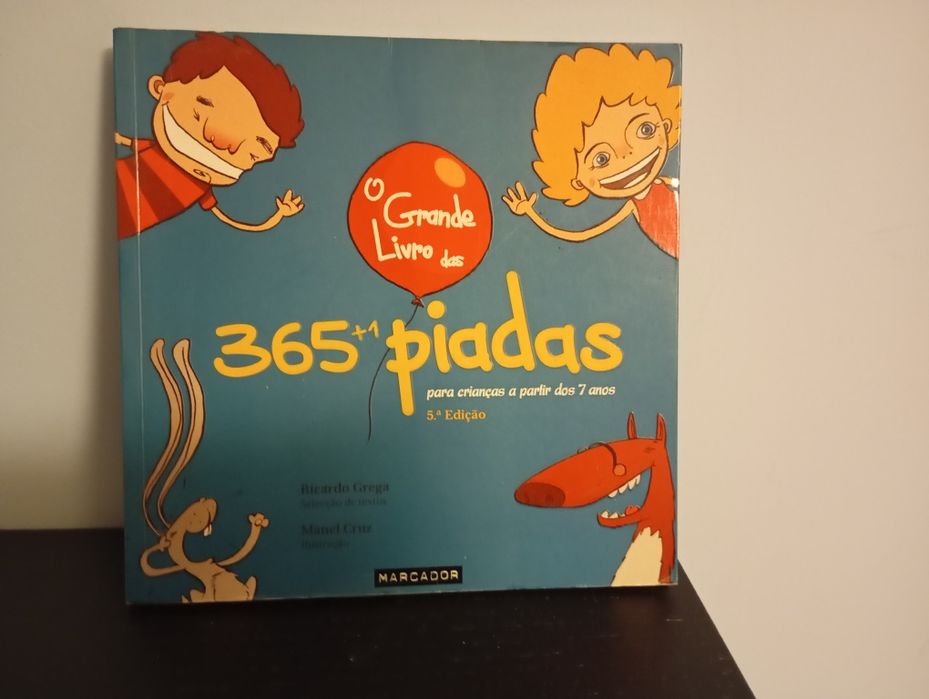 O
Grande
Livro das
365+1 piadas
para crianças a partir dos 7 anos
5.ª Edição
Ricardo Grega
Selecção de textos
Manel Cruz
Ilustração
MARCADOR